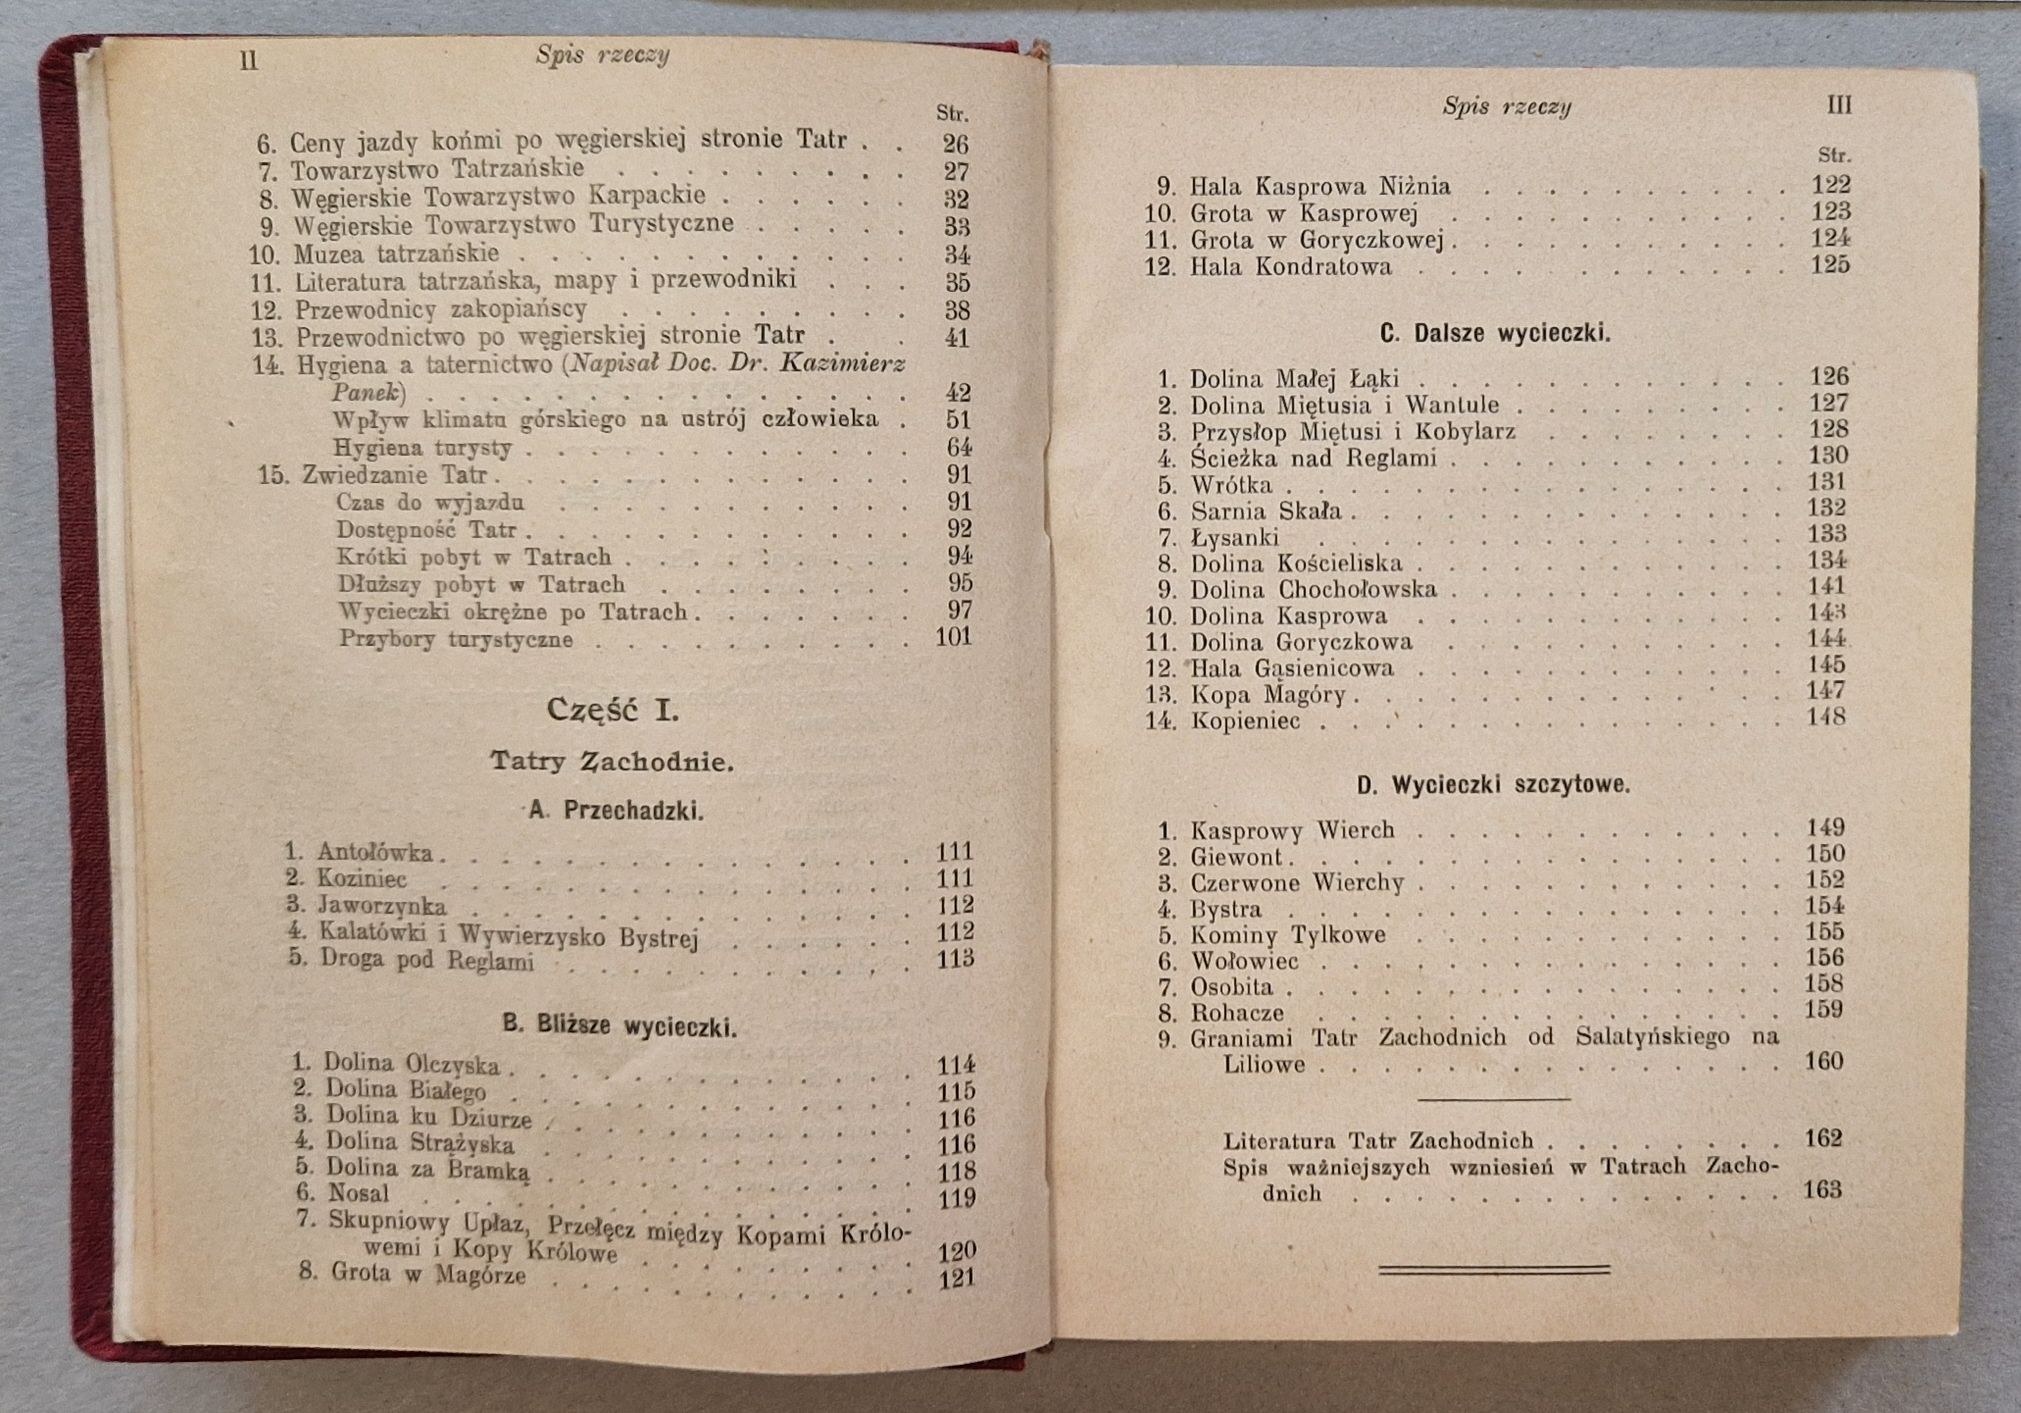 II
Spis rzeczy
Str.
6. Ceny jazdy końmi po węgierskiej stronie Tatr . . 26
7. Towarzystwo Tatrzańskie . . . . . . . . . 27
8. Węgierskie Towarzystwo Karpackie . . . . . . 32
9. Węgierskie Towarzystwo Turystyczne . . . . . 33
10. Muzea tatrzańskie . . . . . . . . . . . . 34
11. Literatura tatrzańska, mapy i przewodniki . . . 35
12. Przewodnicy zakopiańscy . . . . . . . . . 38
13. Przewodnictwo po węgierskiej stronie Tatr . . 41
14. Hygiena a taternictwo (Napisał Doc. Dr. Kazimierz
Panek) . . . . . . . . . . . . . . . 42
Wpływ klimatu górskiego na ustrój człowieka . 51
Hygiena turysty . . . . . . . . . . . . 64
15. Zwiedzanie Tatr . . . . . . . . . . . . . 91
Czas do wyjazdu . . . . . . . . . . . 91
Dostępność Tatr . . . . . . . . . . . . 92
Krótki pobyt w Tatrach . . . . . . . . . 94
Dłuższy pobyt w Tatrach . . . . . . . . 95
Wycieczki okrężne po Tatrach . . . . . . . 97
Przybory turystyczne . . . . . . . . . . 101
Część I.
Tatry Zachodnie.
A. Przechadzki.
1. Antołówka . . . . . . . . . . . . . . . 111
2. Koziniec . . . . . . . . . . . . . . . 111
3. Jaworzynka . . . . . . . . . . . . . . 112
4. Kalatówki i Wywierzysko Bystrej . . . . . . 112
5. Droga pod Reglami . . . . . . . . . . . 113
B. Bliższe wycieczki.
1. Dolina Olczyska . . . . . . . . . . . . . 114
2. Dolina Białego . . . . . . . . . . . . . 115
3. Dolina ku Dziurze . . . . . . . . . . . . 116
4. Dolina Strążyska . . . . . . . . . . . . 116
5. Dolina za Bramką . . . . . . . . . . . . 118
6. Nosal . . . . . . . . . . . . . . . . 119
7. Skupniowy Upłaz, Przełęcz między Kopami Królo-
wemi i Kopy Królowe . . . . . . . . . 120
8. Grota w Magórze . . . . . . . . . . . . 121
Spis rzeczy
III
Str.
9. Hala Kasprowa Niżnia . . . . . . . . . . 122
10. Grota w Kasprowej . . . . . . . . . . . 123
11. Grota w Goryczkowej . . . . . . . . . . . 124
12. Hala Kondratowa . . . . . . . . . . . . 125
C. Dalsze wycieczki.
1. Dolina Małej Łąki . . . . . . . . . . . . 126
2. Dolina Miętusia i Wantule . . . . . . . . . 127
3. Przysłop Miętusi i Kobylarz . . . . . . . . 128
4. Ścieżka nad Reglami . . . . . . . . . . . 130
5. Wrótka . . . . . . . . . . . . . . . . 131
6. Sarnia Skała . . . . . . . . . . . . . . 132
7. Łysanki . . . . . . . . . . . . . . . 133
8. Dolina Kościeliska . . . . . . . . . . . . 134
9. Dolina Chochołowska . . . . . . . . . . . 141
10. Dolina Kasprowa . . . . . . . . . . . . 143
11. Dolina Goryczkowa . . . . . . . . . . . 144
12. Hala Gąsienicowa . . . . . . . . . . . . 145
13. Kopa Magóry . . . . . . . . . . . . . . 147
14. Kopieniec . . . . . . . . . . . . . . . 148
D. Wycieczki szczytowe.
1. Kasprowy Wierch . . . . . . . . . . . . 149
2. Giewont . . . . . . . . . . . . . . . . 150
3. Czerwone Wierchy . . . . . . . . . . . . 152
4. Bystra . . . . . . . . . . . . . . . . 154
5. Kominy Tylkowe . . . . . . . . . . . . 155
6. Wołowiec . . . . . . . . . . . . . . . 156
7. Osobita . . . . . . . . . . . . . . . . 158
8. Rohacze . . . . . . . . . . . . . . . 159
9. Graniami Tatr Zachodnich od Salatyńskiego na
Liliowe . . . . . . . . . . . . . . . 160
Literatura Tatr Zachodnich . . . . . . . . 162
Spis ważniejszych wzniesień w Tatrach Zacho-
dnich . . . . . . . . . . . . . . 163